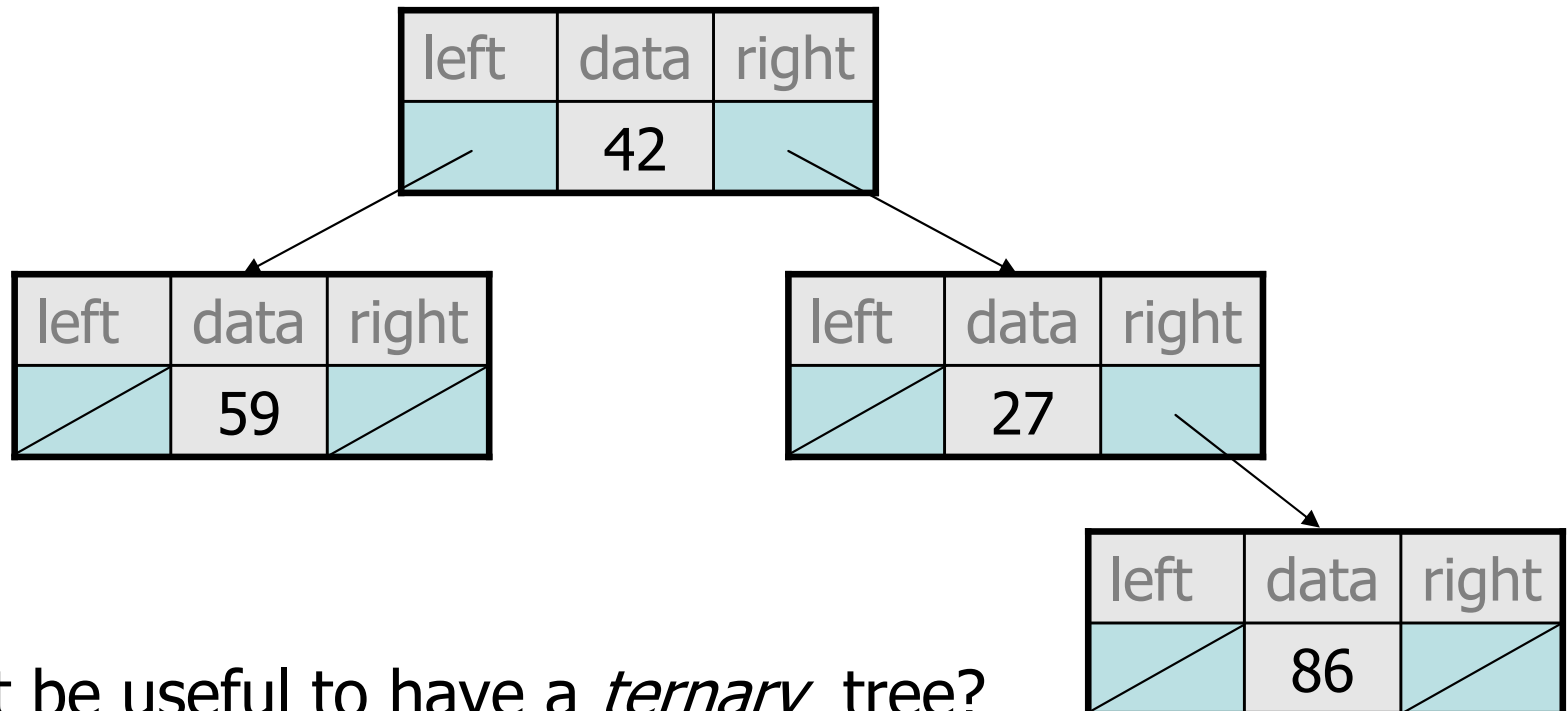 left data right
42
left data right
59
left data right
27
left data right
86
t be useful to have a ternary tree?